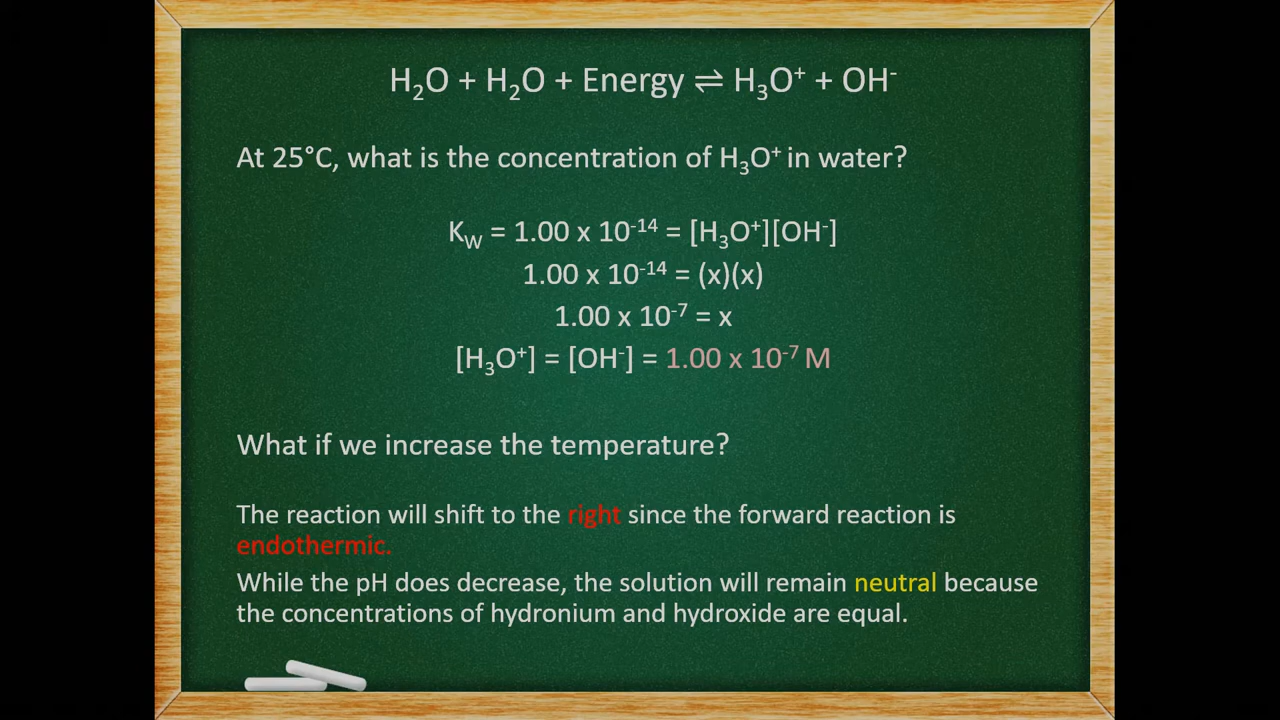 H₂O + H₂O + Energy ⇌ H₃O⁺ + OH⁻
At 25°C, what is the concentration of H₃O⁺ in water?
K_W = 1.00 x 10⁻¹⁴ = [H₃O⁺][OH⁻]
1.00 x 10⁻¹⁴ = (x)(x)
1.00 x 10⁻⁷ = x
[H₃O⁺] = [OH⁻] = 1.00 x 10⁻⁷ M
What if we increase the temperature?
The reaction will shift to the right since the forward reaction is
endothermic.
While the pH does decrease, the solution will remain neutral because
the concentrations of hydronium and hydroxide are equal.